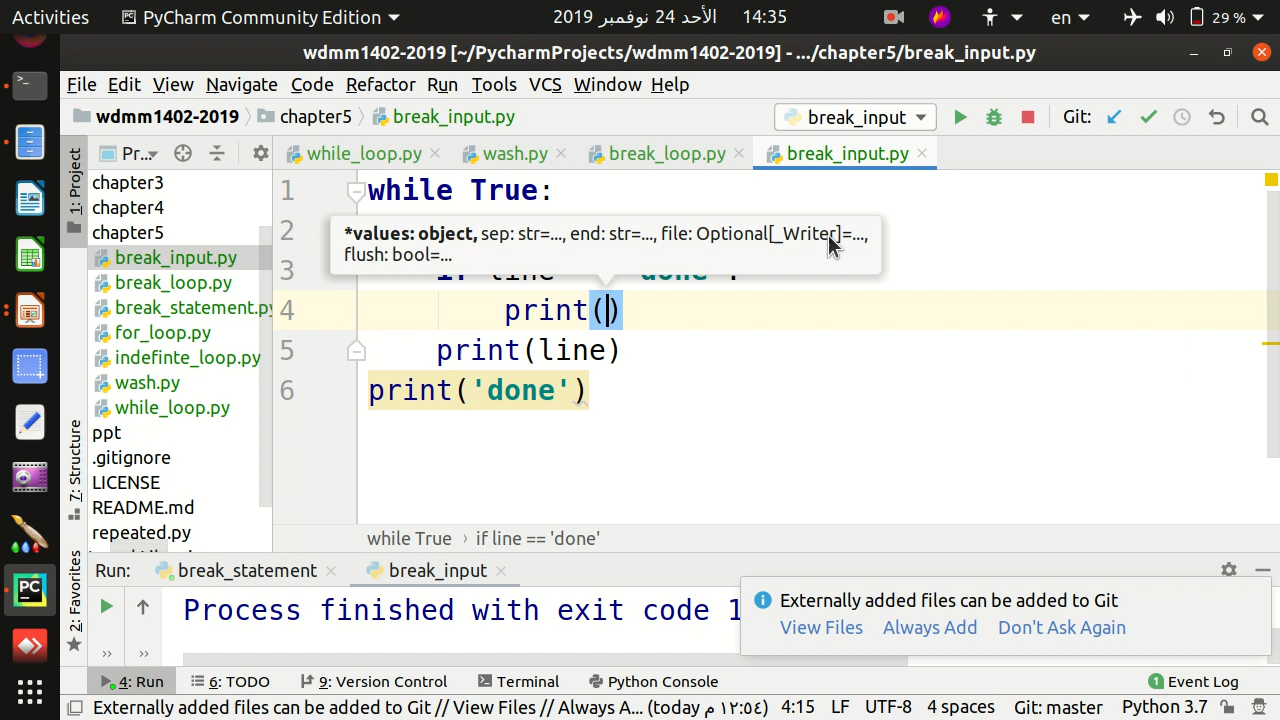 Activities PyCharm Community Edition 2019 الأحد 24 نوفمبر 14:35 en 29 %
wdmm1402-2019 [~/PycharmProjects/wdmm1402-2019] - .../chapter5/break_input.py
File Edit View Navigate Code Refactor Run Tools VCS Window Help
wdmm1402-2019 chapter5 break_input.py break_input Git:
1: Project
Pr...
while_loop.py wash.py break_loop.py break_input.py
chapter3
chapter4
chapter5
break_input.py
break_loop.py
break_statement.py
for_loop.py
indefinte_loop.py
wash.py
while_loop.py
ppt
.gitignore
LICENSE
README.md
repeated.py
1 while True:
2
*values: object, sep: str=..., end: str=..., file: Optional[_Writer]=...,
flush: bool=...
3
4 print()
5 print(line)
6 print('done')
while True › if line == 'done'
7: Structure
2: Favorites
Run: break_statement break_input
Process finished with exit code 1
Externally added files can be added to Git
View Files Always Add Don't Ask Again
4: Run 6: TODO 9: Version Control Terminal Python Console 1 Event Log
Externally added files can be added to Git // View Files // Always A... (today م ١٢:٥٤) 4:15 LF UTF-8 4 spaces Git: master Python 3.7